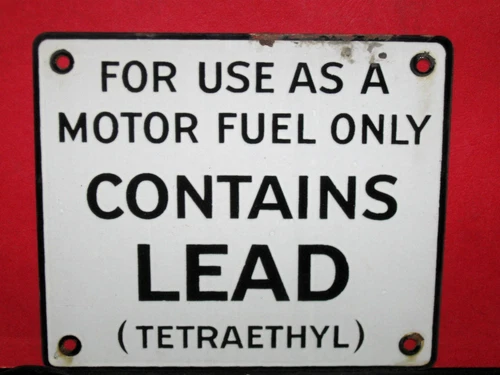 FOR USE AS A
MOTOR FUEL ONLY
CONTAINS
LEAD
(TETRAETHYL)